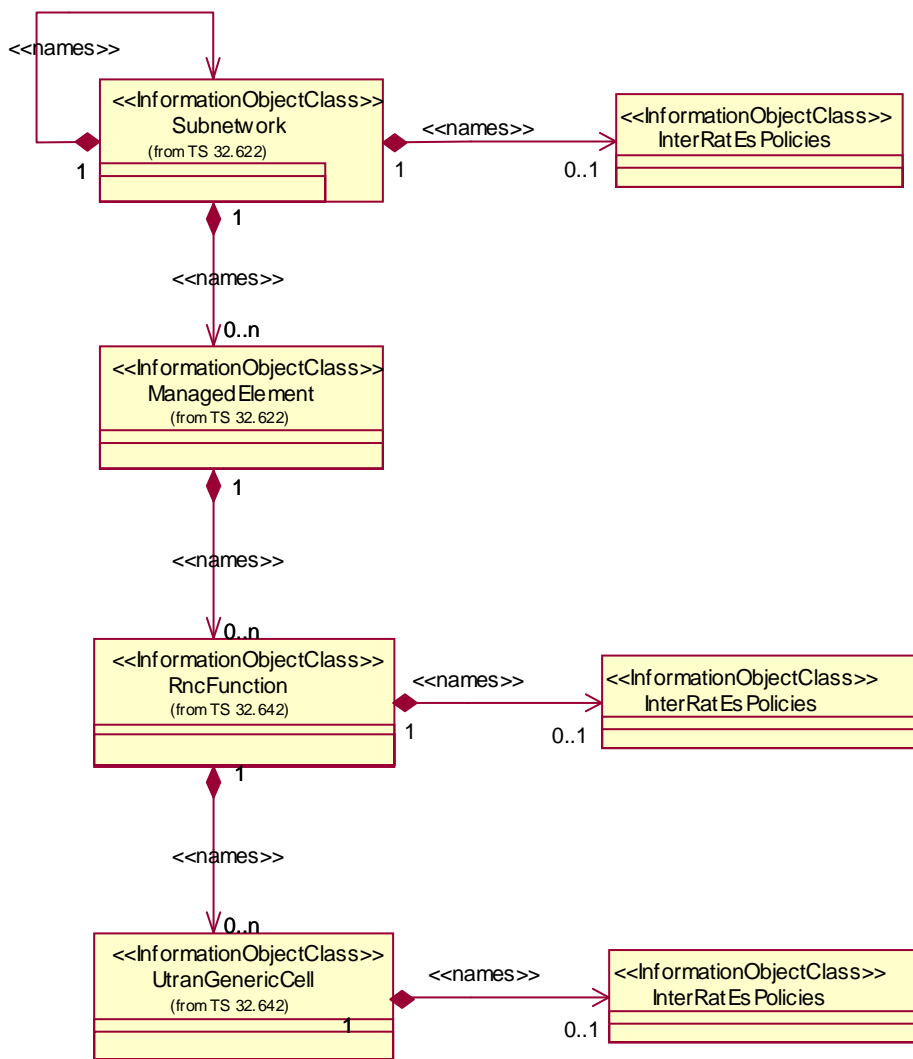 <<names>>
<<InformationObjectClass>>
Subnetwork
(from TS 32.622)
1
1
<<names>>
0..1
<<InformationObjectClass>>
InterRatEsPolicies
1
<<names>>
0..n
<<InformationObjectClass>>
ManagedElement
(from TS 32.622)
1
<<names>>
0..n
<<InformationObjectClass>>
RncFunction
(from TS 32.642)
<<names>>
1
0..1
<<InformationObjectClass>>
InterRatEsPolicies
1
<<names>>
0..n
<<InformationObjectClass>>
UtranGenericCell
(from TS 32.642)
1
<<names>>
0..1
<<InformationObjectClass>>
InterRatEsPolicies